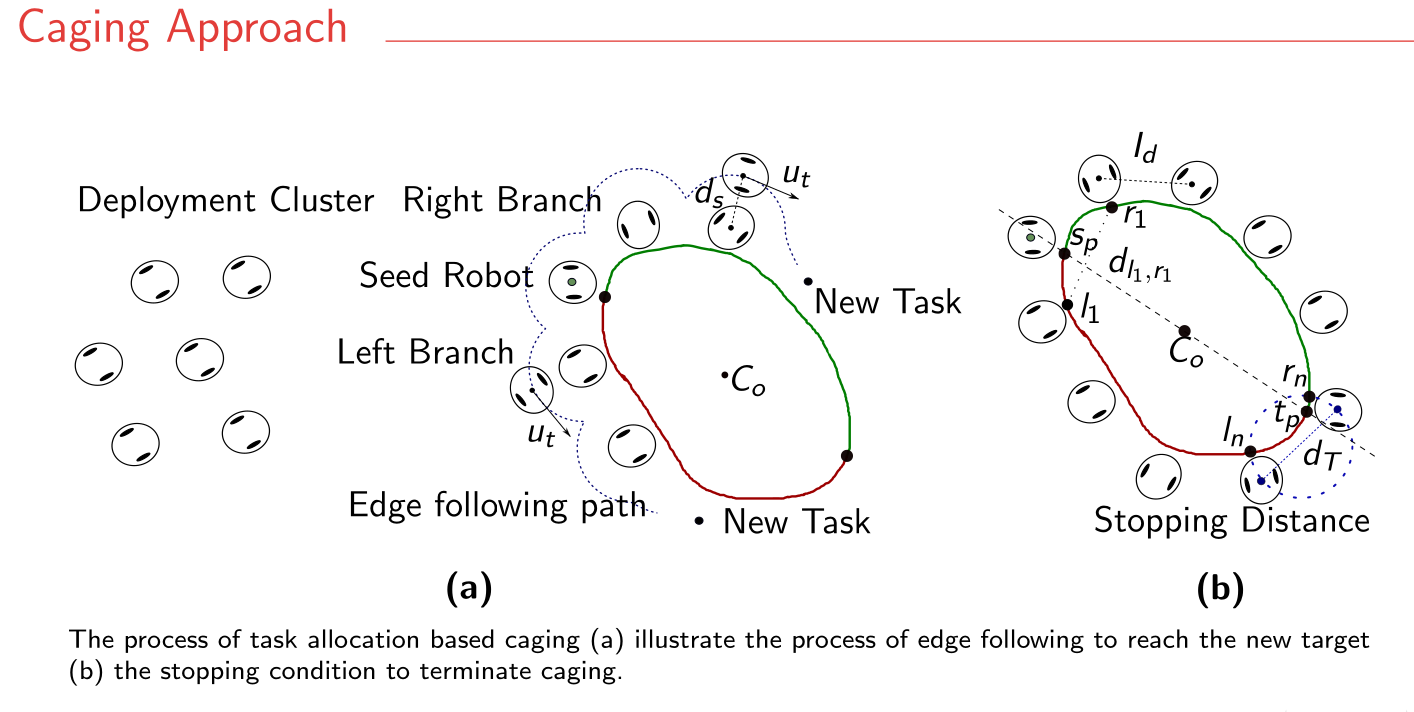 Caging Approach
Deployment Cluster
Right Branch
d_s
u_t
Seed Robot
New Task
Left Branch
C_o
u_t
Edge following path
New Task
(a)
l_d
r_1
s_p
d_{l_1,r_1}
l_1
C_o
r_n
t_p
l_n
d_T
Stopping Distance
(b)
The process of task allocation based caging (a) illustrate the process of edge following to reach the new target
(b) the stopping condition to terminate caging.